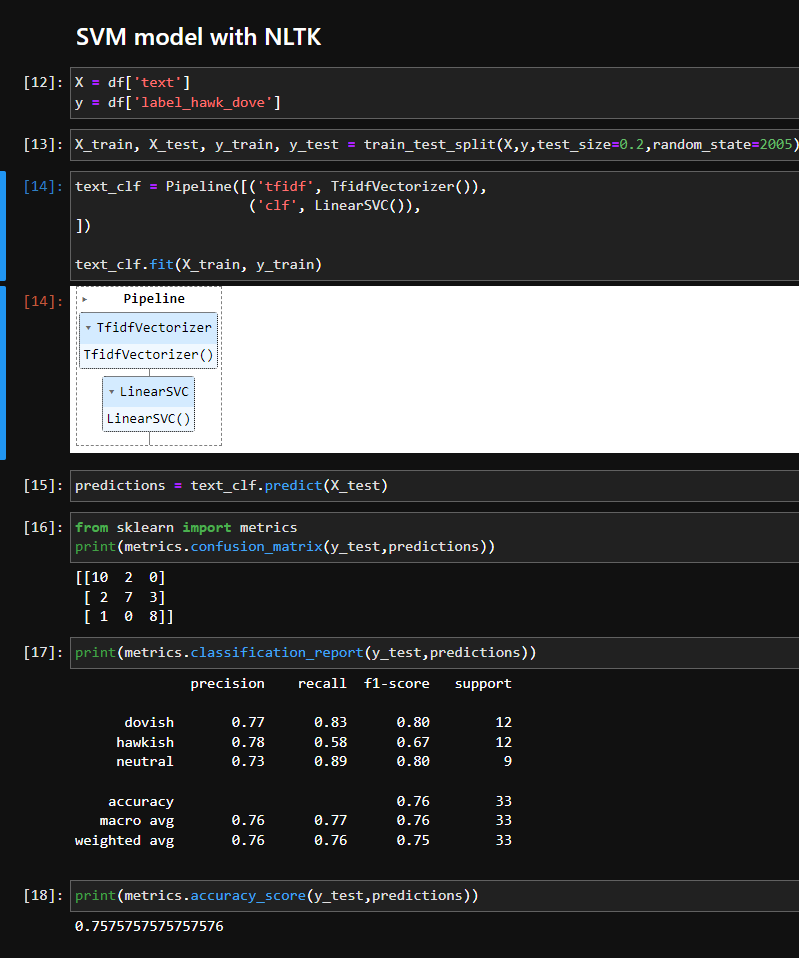 SVM model with NLTK
[12]: X = df['text']
y = df['label_hawk_dove']
[13]: X_train, X_test, y_train, y_test = train_test_split(X,y,test_size=0.2,random_state=2005)
[14]: text_clf = Pipeline([('tfidf', TfidfVectorizer()),
('clf', LinearSVC()),
])
text_clf.fit(X_train, y_train)
[14]: Pipeline
TfidfVectorizer
TfidfVectorizer()
LinearSVC
LinearSVC()
[15]: predictions = text_clf.predict(X_test)
[16]: from sklearn import metrics
print(metrics.confusion_matrix(y_test,predictions))
[[10 2 0]
[ 2 7 3]
[ 1 0 8]]
[17]: print(metrics.classification_report(y_test,predictions))
precision recall f1-score support
dovish 0.77 0.83 0.80 12
hawkish 0.78 0.58 0.67 12
neutral 0.73 0.89 0.80 9
accuracy 0.76 33
macro avg 0.76 0.77 0.76 33
weighted avg 0.76 0.76 0.75 33
[18]: print(metrics.accuracy_score(y_test,predictions))
0.7575757575757576